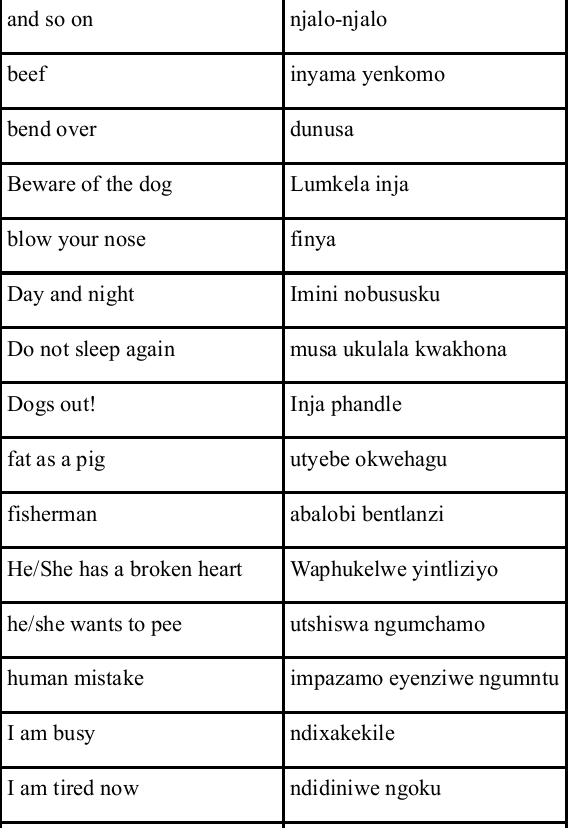 and so on njalo-njalo
beef inyama yenkomo
bend over dunusa
Beware of the dog Lumkela inja
blow your nose finya
Day and night Imini nobusuku
Do not sleep again musa ukulala kwakhona
Dogs out! Inja phandle
fat as a pig utyebe okwehagu
fisherman abalobi bentlanzi
He/She has a broken heart Waphukelwe yintliziyo
he/she wants to pee utshiswa ngumchamo
human mistake impazamo eyenziwe ngumntu
I am busy ndixakekile
I am tired now ndidiniwe ngoku